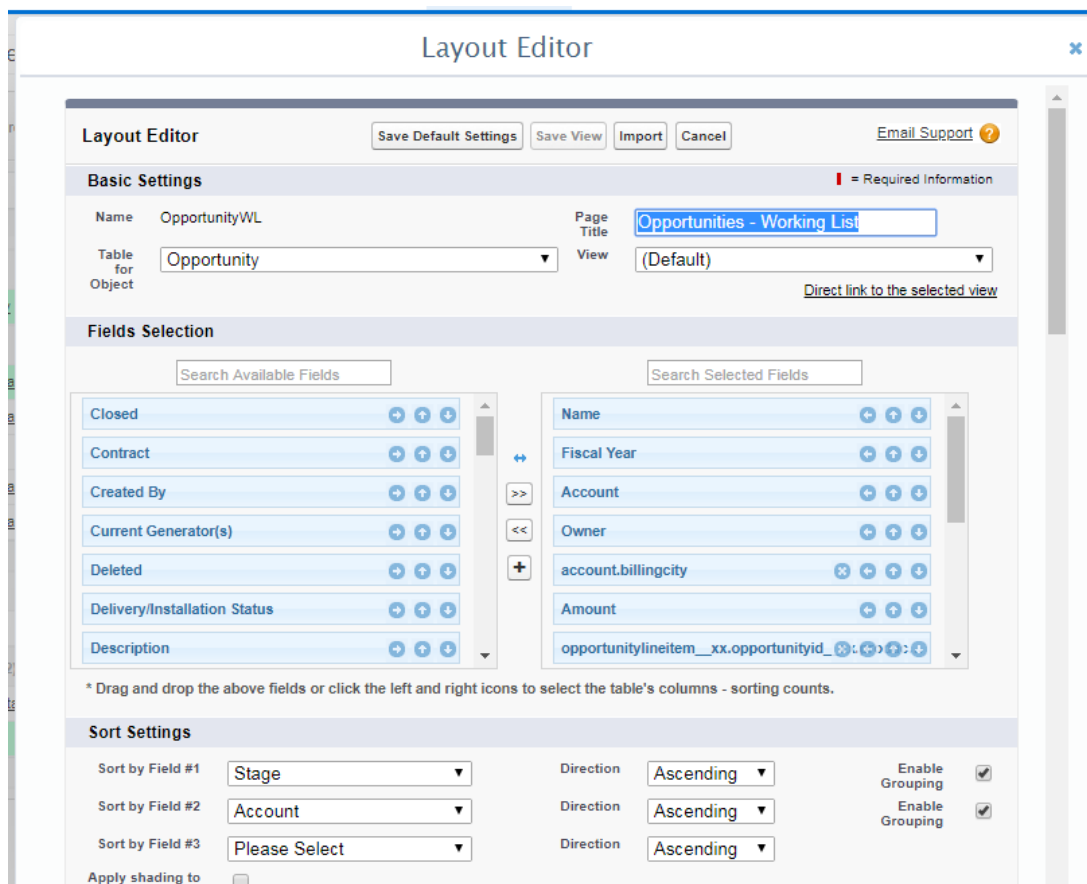 Layout Editor
Layout Editor
Save Default Settings
Save View
Import
Cancel
Email Support
?
Basic Settings
= Required Information
Name
OpportunityWL
Page Title
Opportunities - Working List
Table for Object
Opportunity
View
(Default)
Direct link to the selected view
Fields Selection
Search Available Fields
Search Selected Fields
Closed
Name
Contract
Fiscal Year
Created By
>>
Account
Current Generator(s)
<<
Owner
Deleted
+
account.billingcity
Delivery/Installation Status
Amount
Description
opportunitylineitem__xx.opportunityid_
* Drag and drop the above fields or click the left and right icons to select the table's columns - sorting counts.
Sort Settings
Sort by Field #1
Stage
Direction
Ascending
Enable Grouping
Sort by Field #2
Account
Direction
Ascending
Enable Grouping
Sort by Field #3
Please Select
Direction
Ascending
Apply shading to